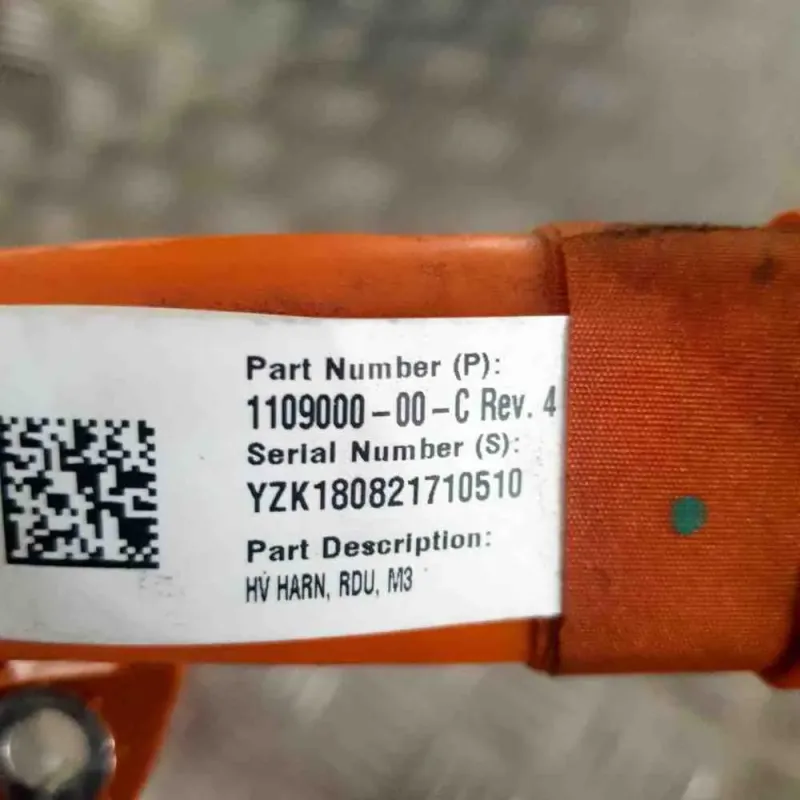 Part Number (P):
1109000-00-C Rev. 4
Serial Number (S):
YZK180821710510
Part Description:
HV HARN, RDU, M3